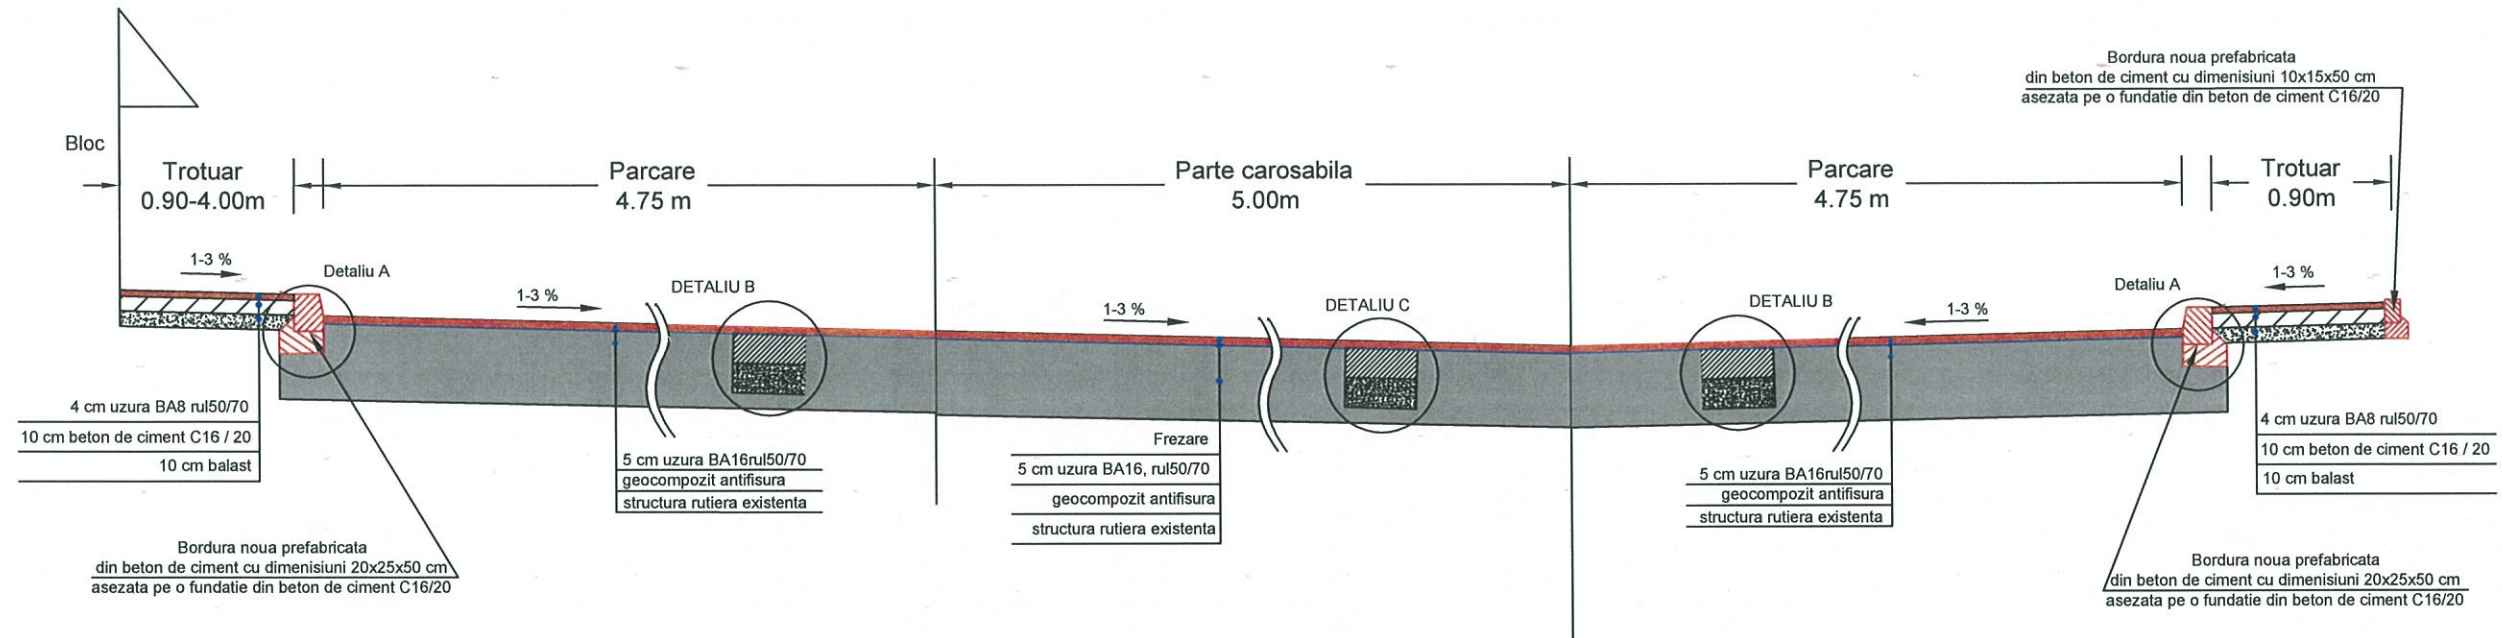 Bordura noua prefabricata
din beton de ciment cu dimenisiuni 10x15x50 cm
asezata pe o fundatie din beton de ciment C16/20
Bloc
Trotuar
0.90-4.00m
Parcare
4.75 m
Parte carosabila
5.00m
Parcare
4.75 m
Trotuar
0.90m
1-3 %
Detaliu A
1-3 %
DETALIU B
1-3 %
DETALIU C
DETALIU B
1-3 %
Detaliu A
1-3 %
4 cm uzura BA8 rul50/70
10 cm beton de ciment C16 / 20
10 cm balast
5 cm uzura BA16rul50/70
geocompozit antifisura
structura rutiera existenta
Frezare
5 cm uzura BA16, rul50/70
geocompozit antifisura
structura rutiera existenta
5 cm uzura BA16rul50/70
geocompozit antifisura
structura rutiera existenta
4 cm uzura BA8 rul50/70
10 cm beton de ciment C16 / 20
10 cm balast
Bordura noua prefabricata
din beton de ciment cu dimenisiuni 20x25x50 cm
asezata pe o fundatie din beton de ciment C16/20
Bordura noua prefabricata
din beton de ciment cu dimenisiuni 20x25x50 cm
asezata pe o fundatie din beton de ciment C16/20